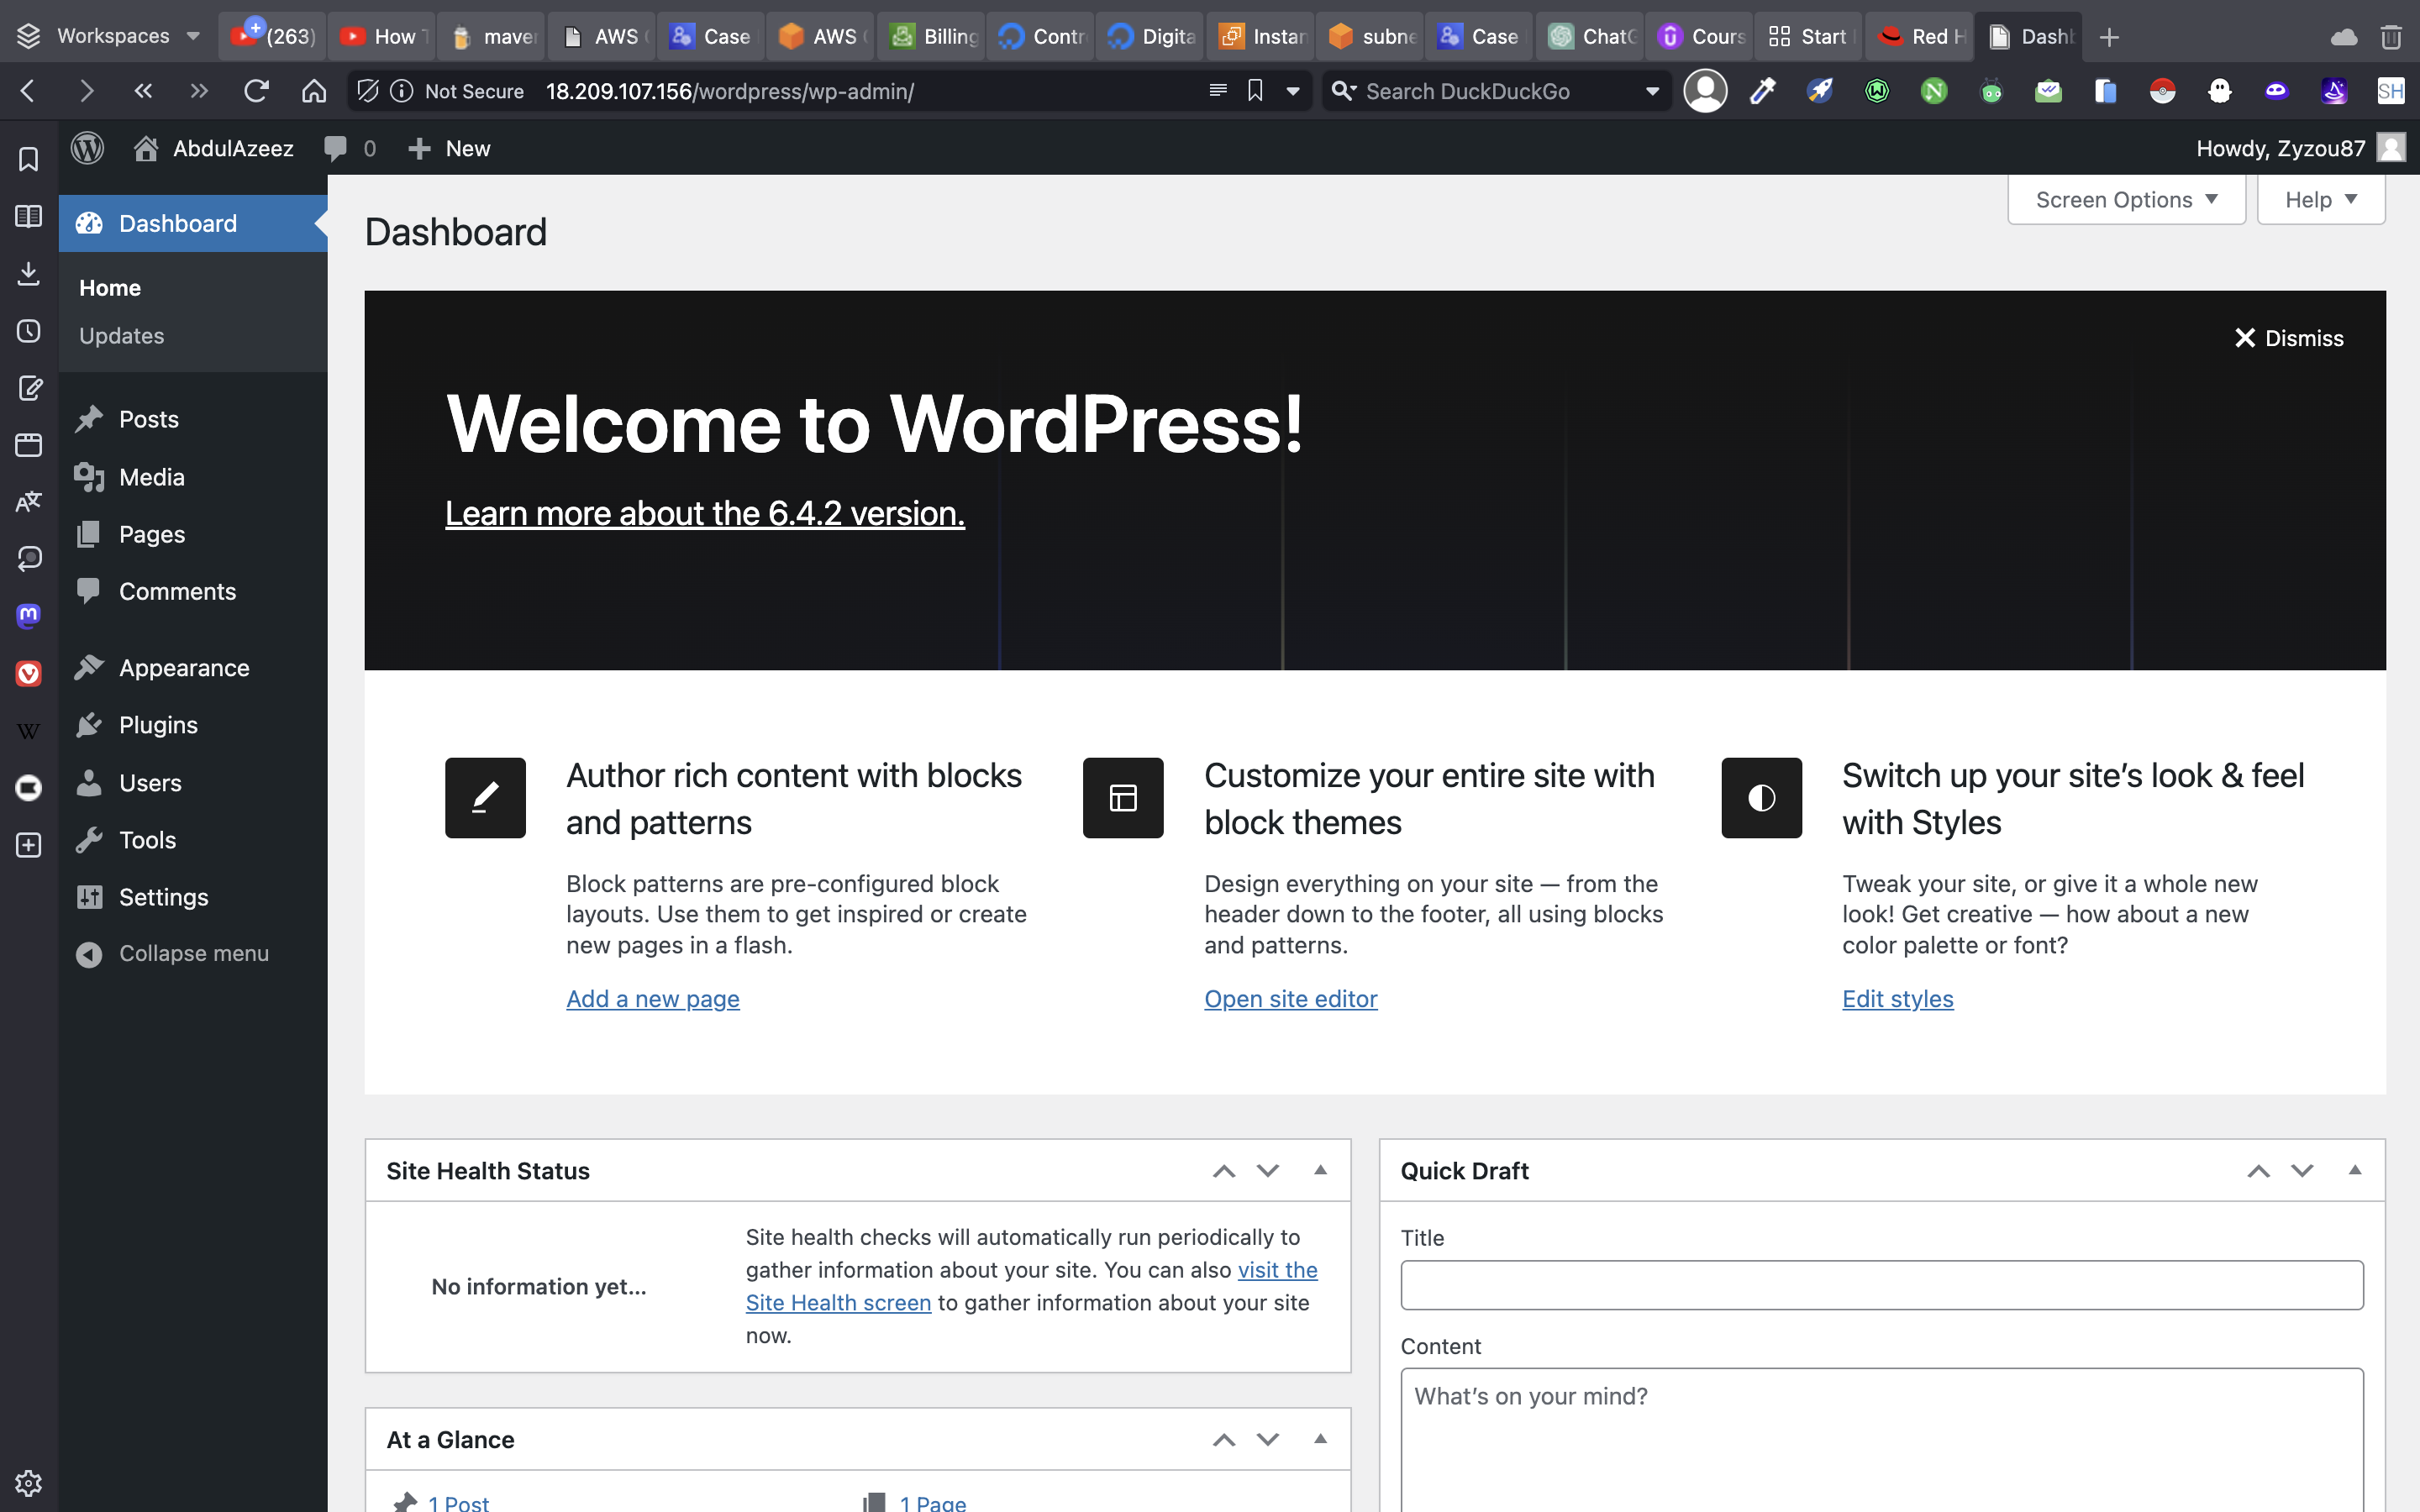 Workspaces
(263)
How T
maven
AWS
Case
AWS
Billing
Contr
Digita
Instan
subne
Case
ChatG
Cours
Start
Red H
Dashb
Not Secure 18.209.107.156/wordpress/wp-admin/
Search DuckDuckGo
SH
AbdulAzeez
0
New
Howdy, Zyzou87
Dashboard
Home
Updates
Posts
Media
Pages
Comments
Appearance
Plugins
Users
Tools
Settings
Collapse menu
W
Screen Options
Help
Dashboard
Dismiss
Welcome to WordPress!
Learn more about the 6.4.2 version.
Author rich content with blocks
and patterns
Block patterns are pre-configured block
layouts. Use them to get inspired or create
new pages in a flash.
Add a new page
Customize your entire site with
block themes
Design everything on your site — from the
header down to the footer, all using blocks
and patterns.
Open site editor
Switch up your site’s look & feel
with Styles
Tweak your site, or give it a whole new
look! Get creative — how about a new
color palette or font?
Edit styles
Site Health Status
No information yet...
Site health checks will automatically run periodically to
gather information about your site. You can also visit the
Site Health screen to gather information about your site
now.
At a Glance
1 Post
1 Page
Quick Draft
Title
Content
What’s on your mind?